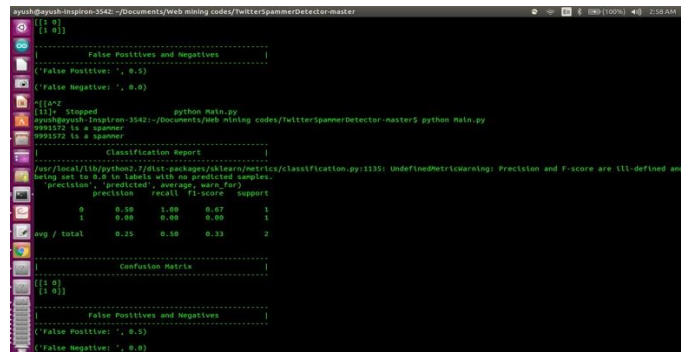 ayush@ayush-Inspiron-3542: ~/Documents/Web mining codes/TwitterSpammerDetector-master
En (100%) 2:58 AM
[[1 0]
[1 0]]
-----------------------------------------------------
| False Positives and Negatives |
-----------------------------------------------------
('False Positive: ', 0.5)
('False Negative: ', 0.0)
^[[A^Z
[11]+ Stopped python Main.py
ayush@ayush-Inspiron-3542:~/Documents/Web mining codes/TwitterSpammerDetector-master$ python Main.py
9991572 is a spammer
9991572 is a spammer
-----------------------------------------------------
| Classification Report |
-----------------------------------------------------
/usr/local/lib/python2.7/dist-packages/sklearn/metrics/classification.py:1135: UndefinedMetricWarning: Precision and F-score are ill-defined and
being set to 0.0 in labels with no predicted samples.
'precision', 'predicted', average, warn_for)
precision recall f1-score support
0 0.50 1.00 0.67 1
1 0.00 0.00 0.00 1
avg / total 0.25 0.50 0.33 2
-----------------------------------------------------
| Confusion Matrix |
-----------------------------------------------------
[[1 0]
[1 0]]
-----------------------------------------------------
| False Positives and Negatives |
-----------------------------------------------------
('False Positive: ', 0.5)
('False Negative: ', 0.0)